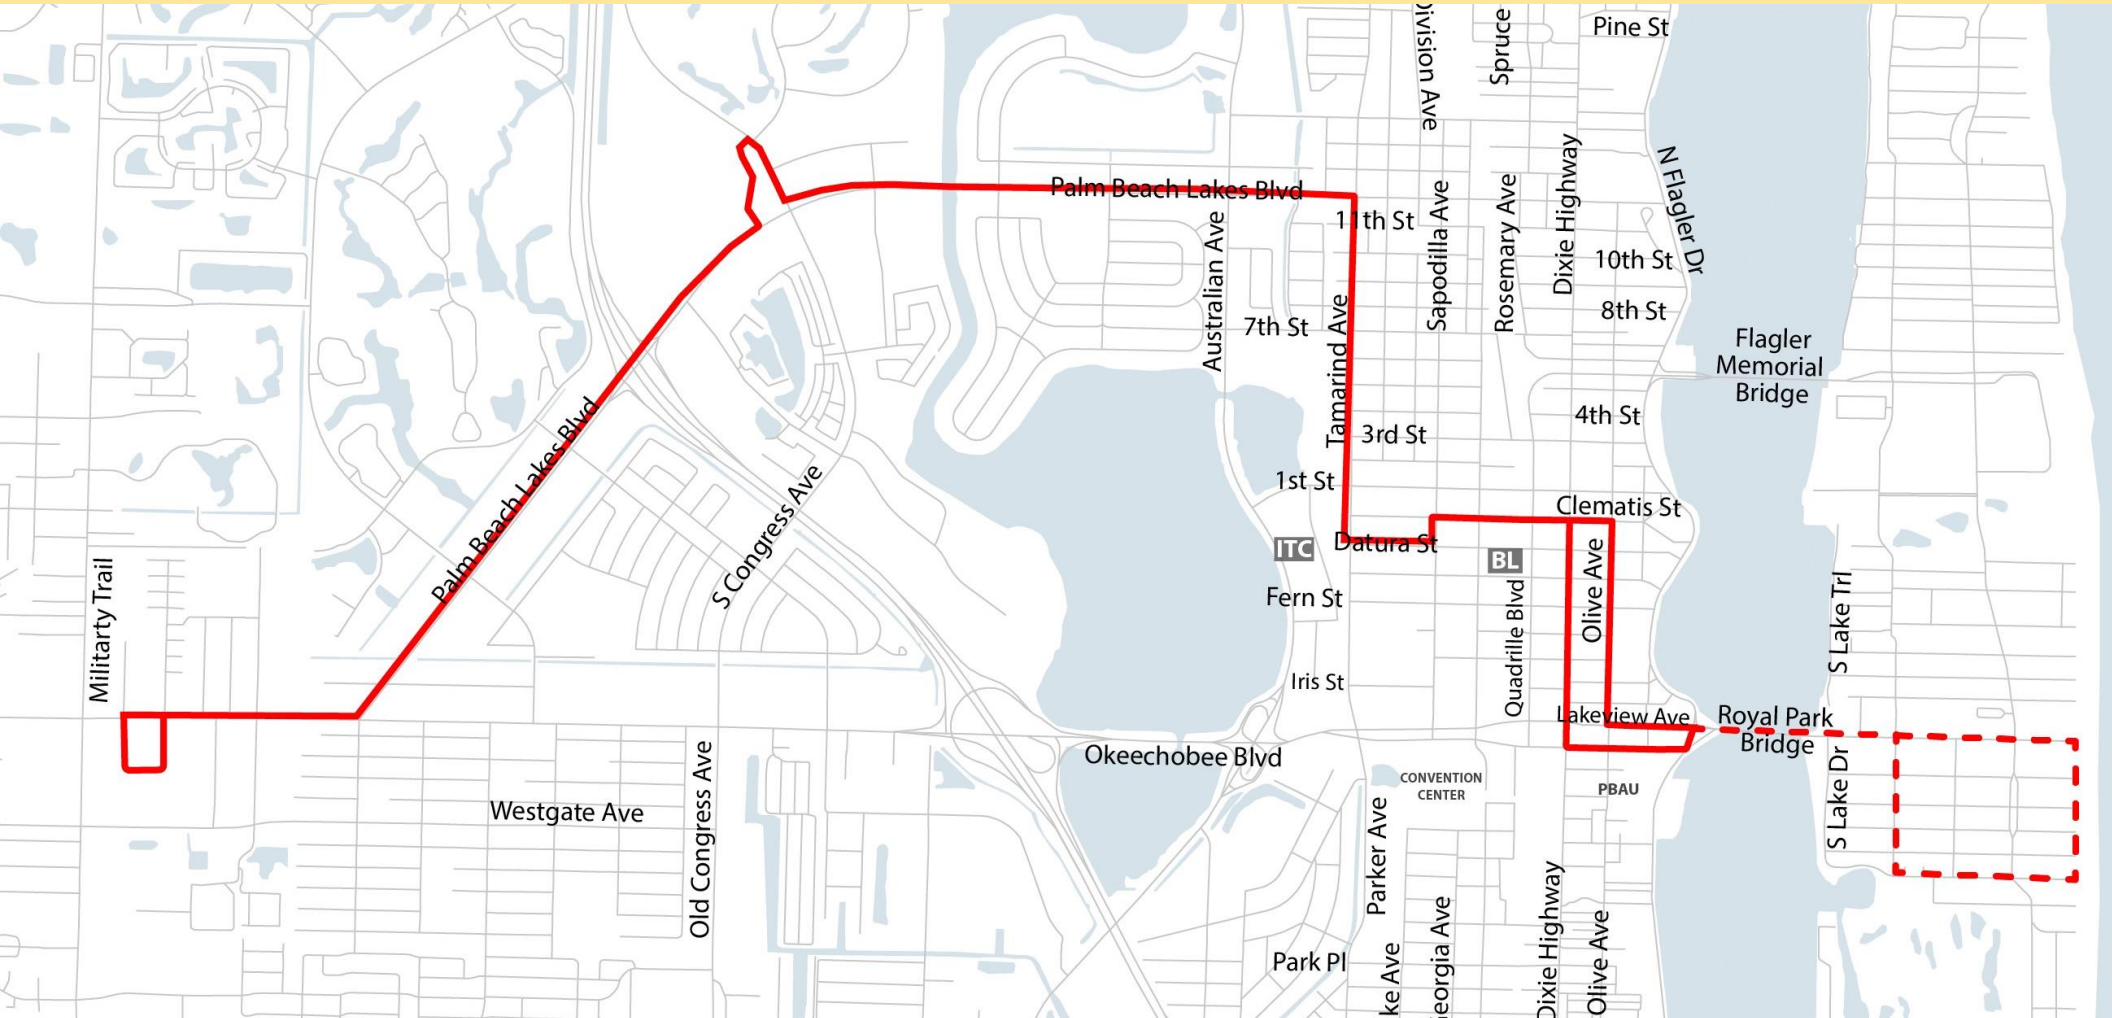 Division Ave
Spruce
Pine St
N Flagler Dr
Palm Beach Lakes Blvd
11th St
Sapodilla Ave
Rosemary Ave
Dixie Highway
10th St
Australian Ave
7th St
Tamarind Ave
8th St
Flagler
Memorial
Bridge
4th St
3rd St
1st St
Clematis St
Palm Beach Lakes Blvd
S Congress Ave
ITC
Datura St
BL
Olive Ave
Fern St
Quadrille Blvd
S Lake Trl
Militarty Trail
Iris St
Lakeview Ave
Royal Park
Bridge
Okeechobee Blvd
CONVENTION
CENTER
PBAU
S Lake Dr
Westgate Ave
Old Congress Ave
Parker Ave
Park Pl
ke Ave
eorgia Ave
Dixie Highway
Olive Ave